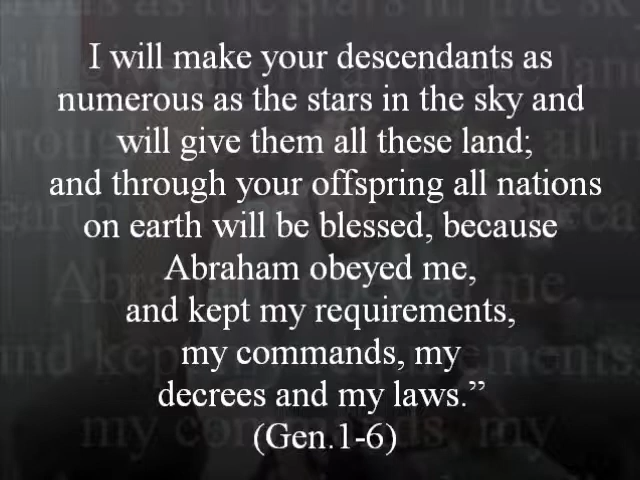 I will make your descendants as
numerous as the stars in the sky and
will give them all these land;
and through your offspring all nations
on earth will be blessed, because
Abraham obeyed me,
and kept my requirements,
my commands, my
decrees and my laws.”
(Gen.1-6)